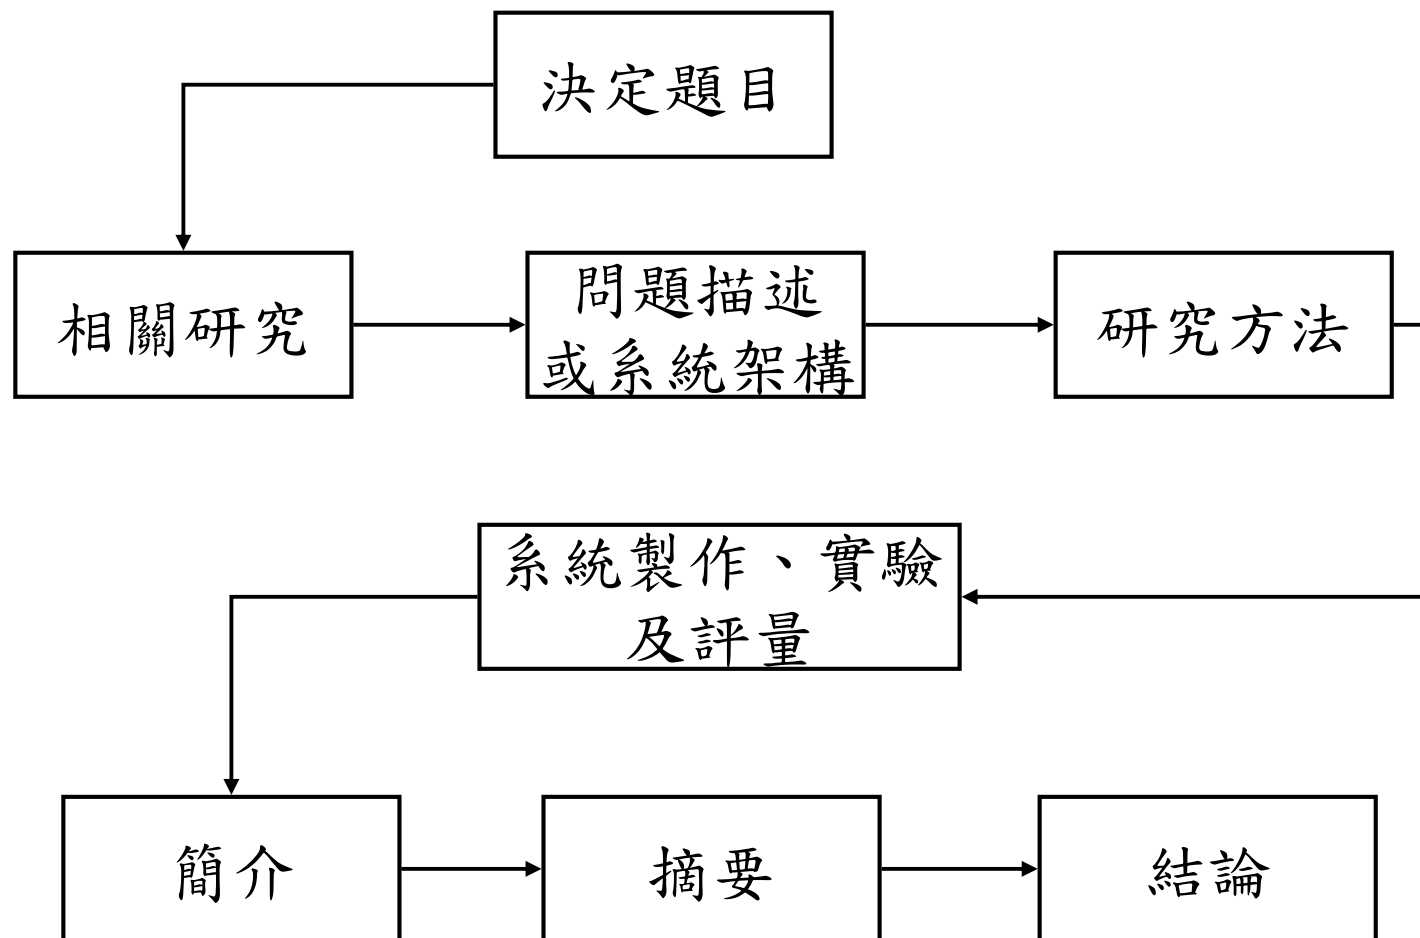 決定題目
相關研究
問題描述
或系統架構
研究方法
系統製作、實驗
及評量
簡介
摘要
結論